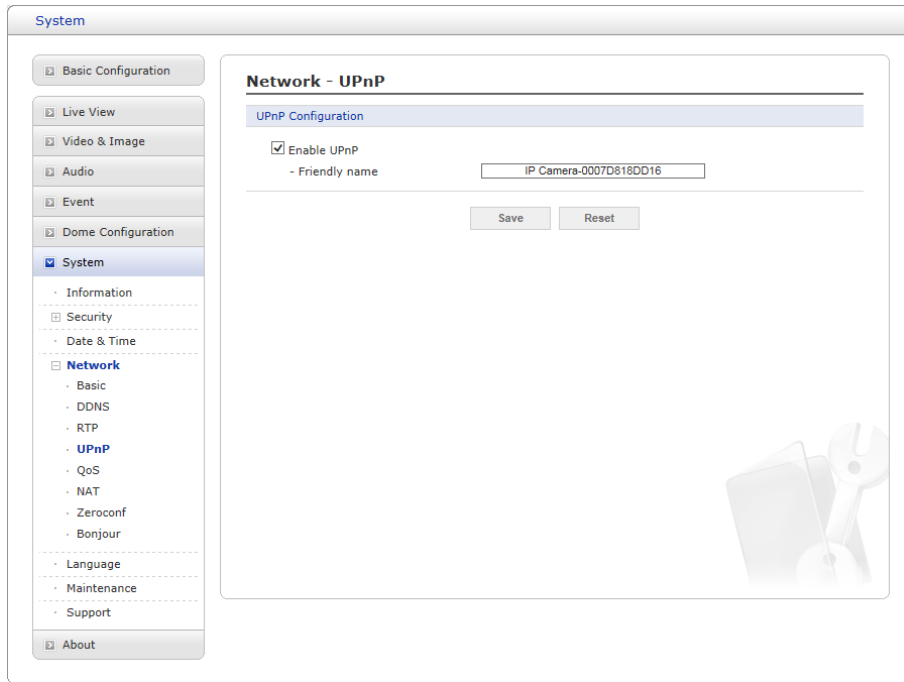 System
Basic Configuration
Live View
Video & Image
Audio
Event
Dome Configuration
System
· Information
Security
· Date & Time
Network
· Basic
· DDNS
· RTP
· UPnP
· QoS
· NAT
· Zeroconf
· Bonjour
· Language
· Maintenance
· Support
About
Network - UPnP
UPnP Configuration
Enable UPnP
- Friendly name IP Camera-0007D818DD16
Save Reset